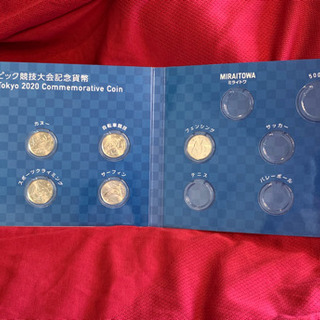 ピック競技大会記念貨幣
Tokyo 2020 Commemorative Coin
カヌー
自転車競技
スポーツクライミング
サーフィン
MIRAITOWA
ミライトワ
500
フェンシング
サッカー
テニス
バレーボール